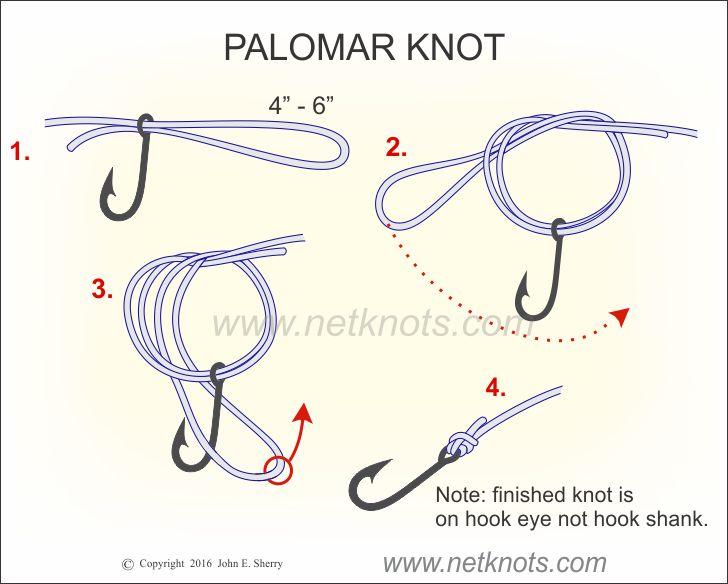 PALOMAR KNOT
4” - 6”
1.
2.
3.
www.netknots.com
4.
Note: finished knot is
on hook eye not hook shank.
© Copyright 2016 John E. Sherry
www.netknots.com